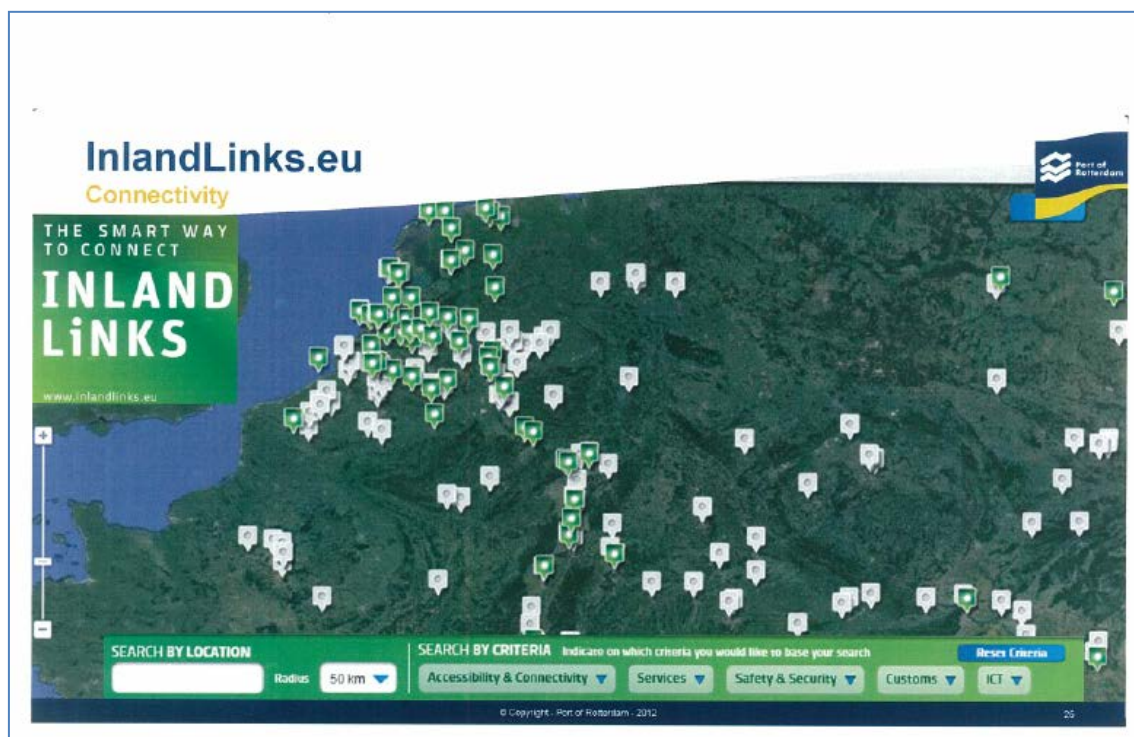 InlandLinks.eu
Connectivity
Port of
Rotterdam
THE SMART WAY
TO CONNECT
INLAND
LiNKS
www.inlandlinks.eu
SEARCH BY LOCATION
Radius
50 km
SEARCH BY CRITERIA Indicate on which criteria you would like to base your search
Reset Criteria
Accessibility & Connectivity
Services
Safety & Security
Customs
ICT
© Copyright - Port of Rotterdam - 2012
26